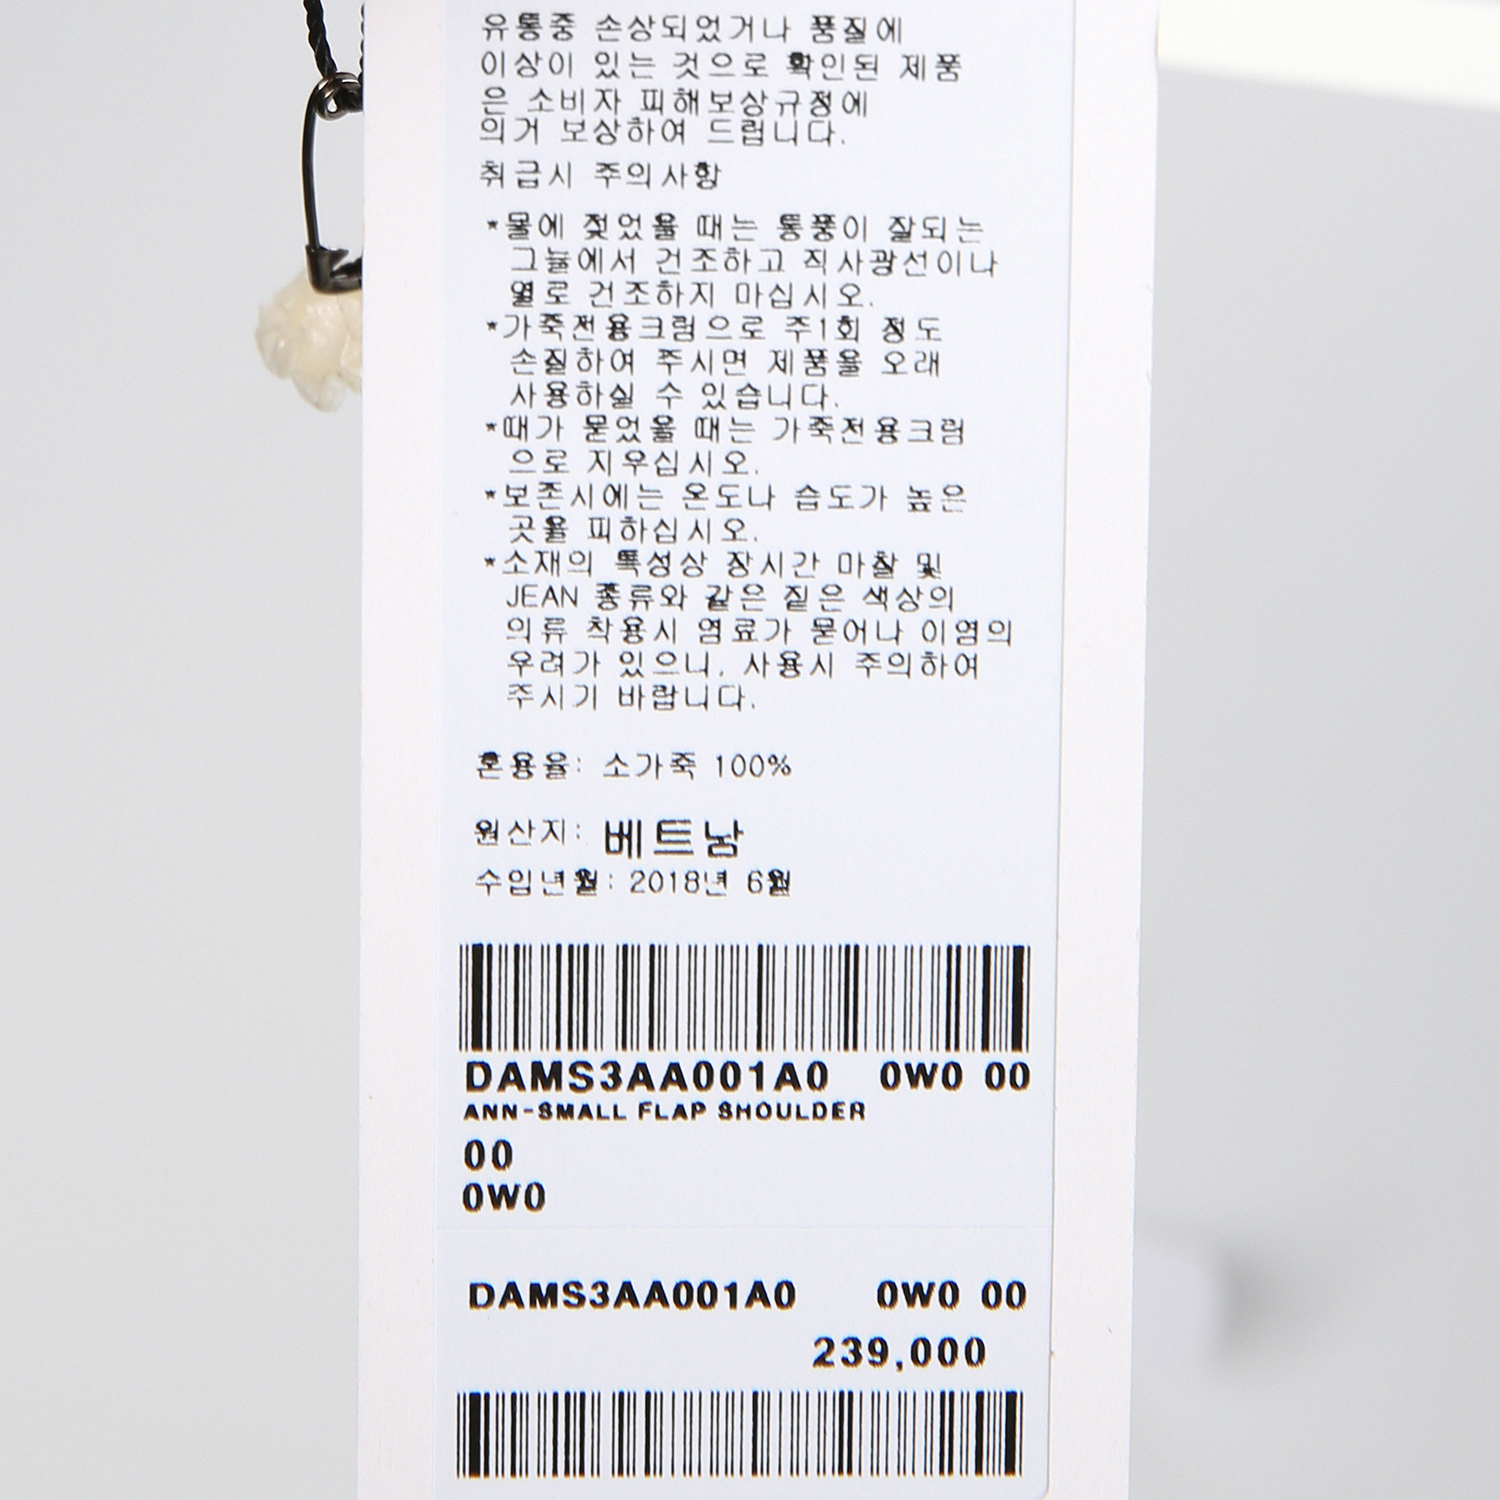 유통중 손상되었거나 품질에
이상이 있는 것으로 확인된 제품
은 소비자 피해보상규정에
의거 보상하여 드립니다.
취급시 주의사항
*물에 젖었을 때는 통풍이 잘되는
그늘에서 건조하고 직사광선이나
열로 건조하지 마십시오.
*가죽전용크림으로 주1회 정도
손질하여 주시면 제품을 오래
사용하실 수 있습니다.
*때가 묻었을 때는 가죽전용크림
으로 지우십시오.
*보존시에는 온도나 습도가 높은
곳을 피하십시오.
*소재의 특성상 장시간 마찰 및
JEAN 종류와 같은 짙은 색상의
의류 착용시 염료가 묻어나 이염의
우려가 있으니, 사용시 주의하여
주시기 바랍니다.
혼용율: 소가죽 100%
원산지: 베트남
수입년월: 2018년 6월
DAMS3AA001A0 0W0 00
ANN-SMALL FLAP SHOULDER
00
0W0
DAMS3AA001A0 0W0 00
239,000